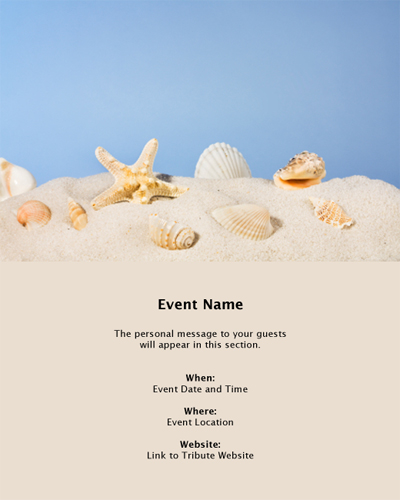 Event Name
The personal message to your guests
will appear in this section.
When:
Event Date and Time
Where:
Event Location
Website:
Link to Tribute Website